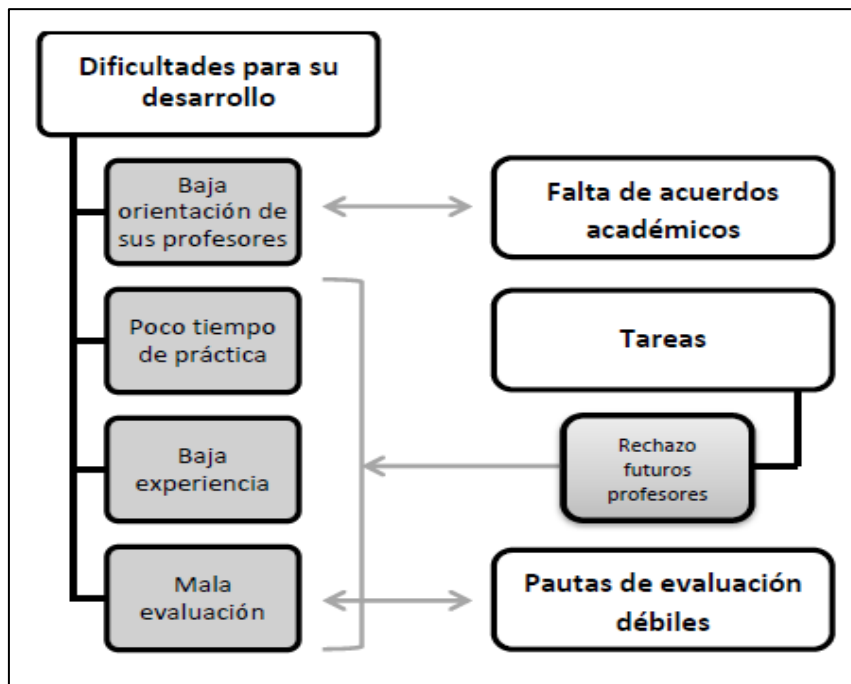 Dificultades para su
desarrollo
Baja
orientación de
sus profesores
Falta de acuerdos
académicos
Poco tiempo
de práctica
Tareas
Baja
experiencia
Rechazo
futuros
profesores
Mala
evaluación
Pautas de evaluación
débiles